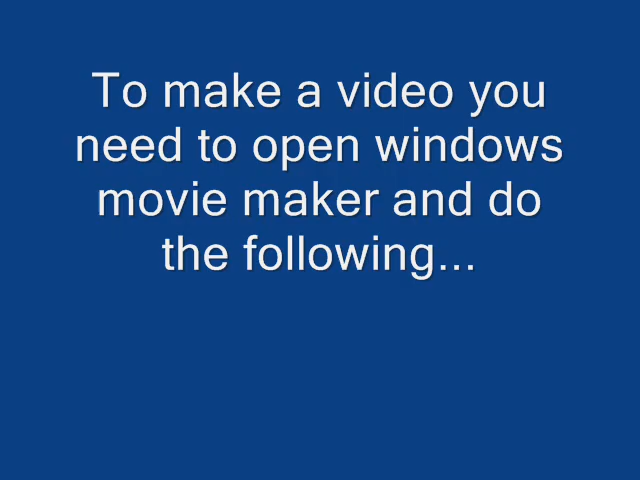 To make a video you
need to open windows
movie maker and do
the following...